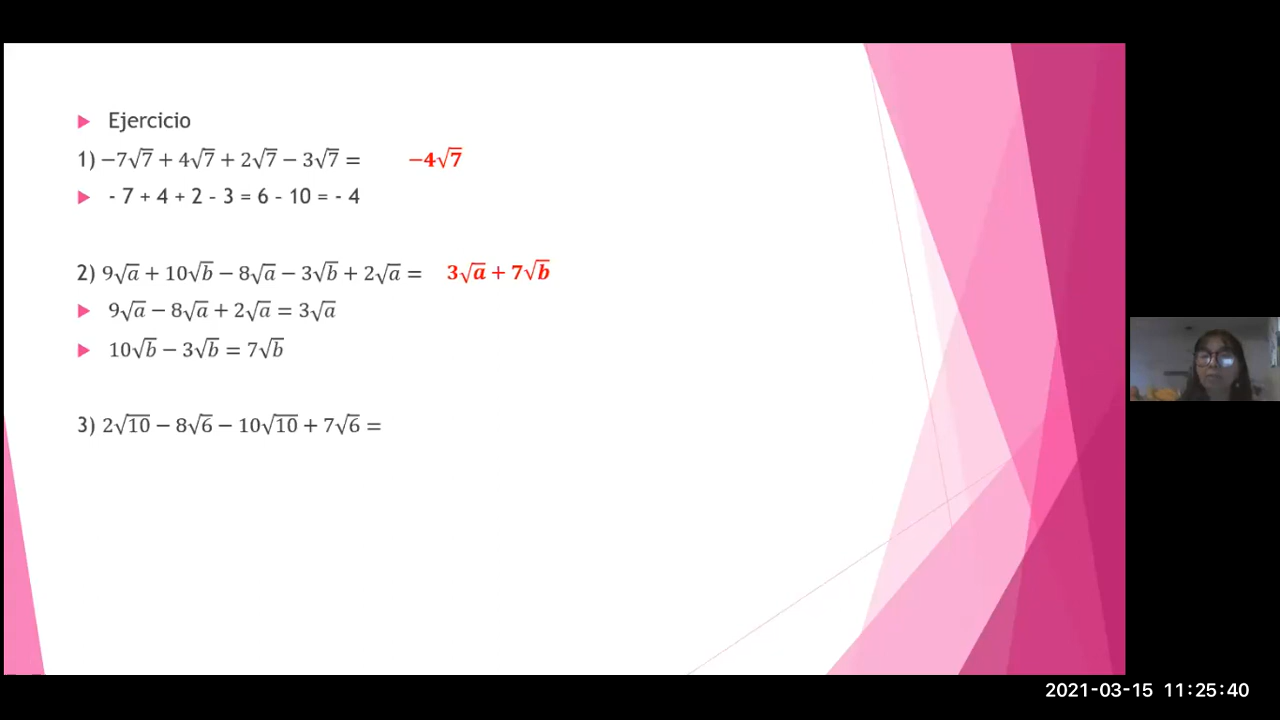 Ejercicio
1) −7√7 + 4√7 + 2√7 − 3√7 = −4√7
- 7 + 4 + 2 – 3 = 6 – 10 = - 4
2) 9√a + 10√b − 8√a − 3√b + 2√a = 3√a + 7√b
9√a − 8√a + 2√a = 3√a
10√b − 3√b = 7√b
3) 2√10 − 8√6 − 10√10 + 7√6 =
2021-03-15 11:25:40